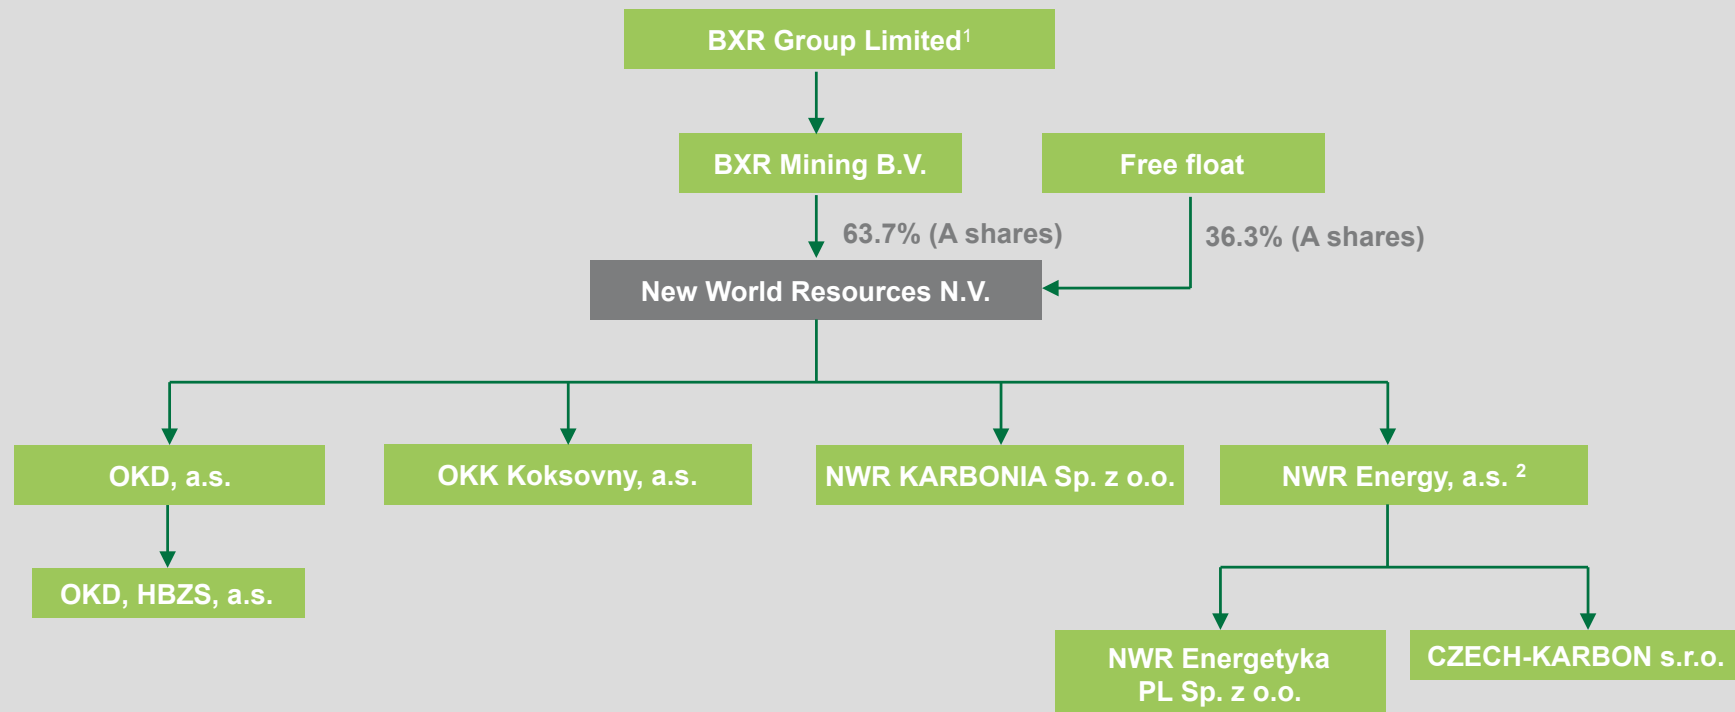 BXR Group Limited¹
BXR Mining B.V.
Free float
63.7% (A shares)
36.3% (A shares)
New World Resources N.V.
OKD, a.s.
OKK Koksovny, a.s.
NWR KARBONIA Sp. z o.o.
NWR Energy, a.s. ²
OKD, HBZS, a.s.
NWR Energetyka
PL Sp. z o.o.
CZECH-KARBON s.r.o.